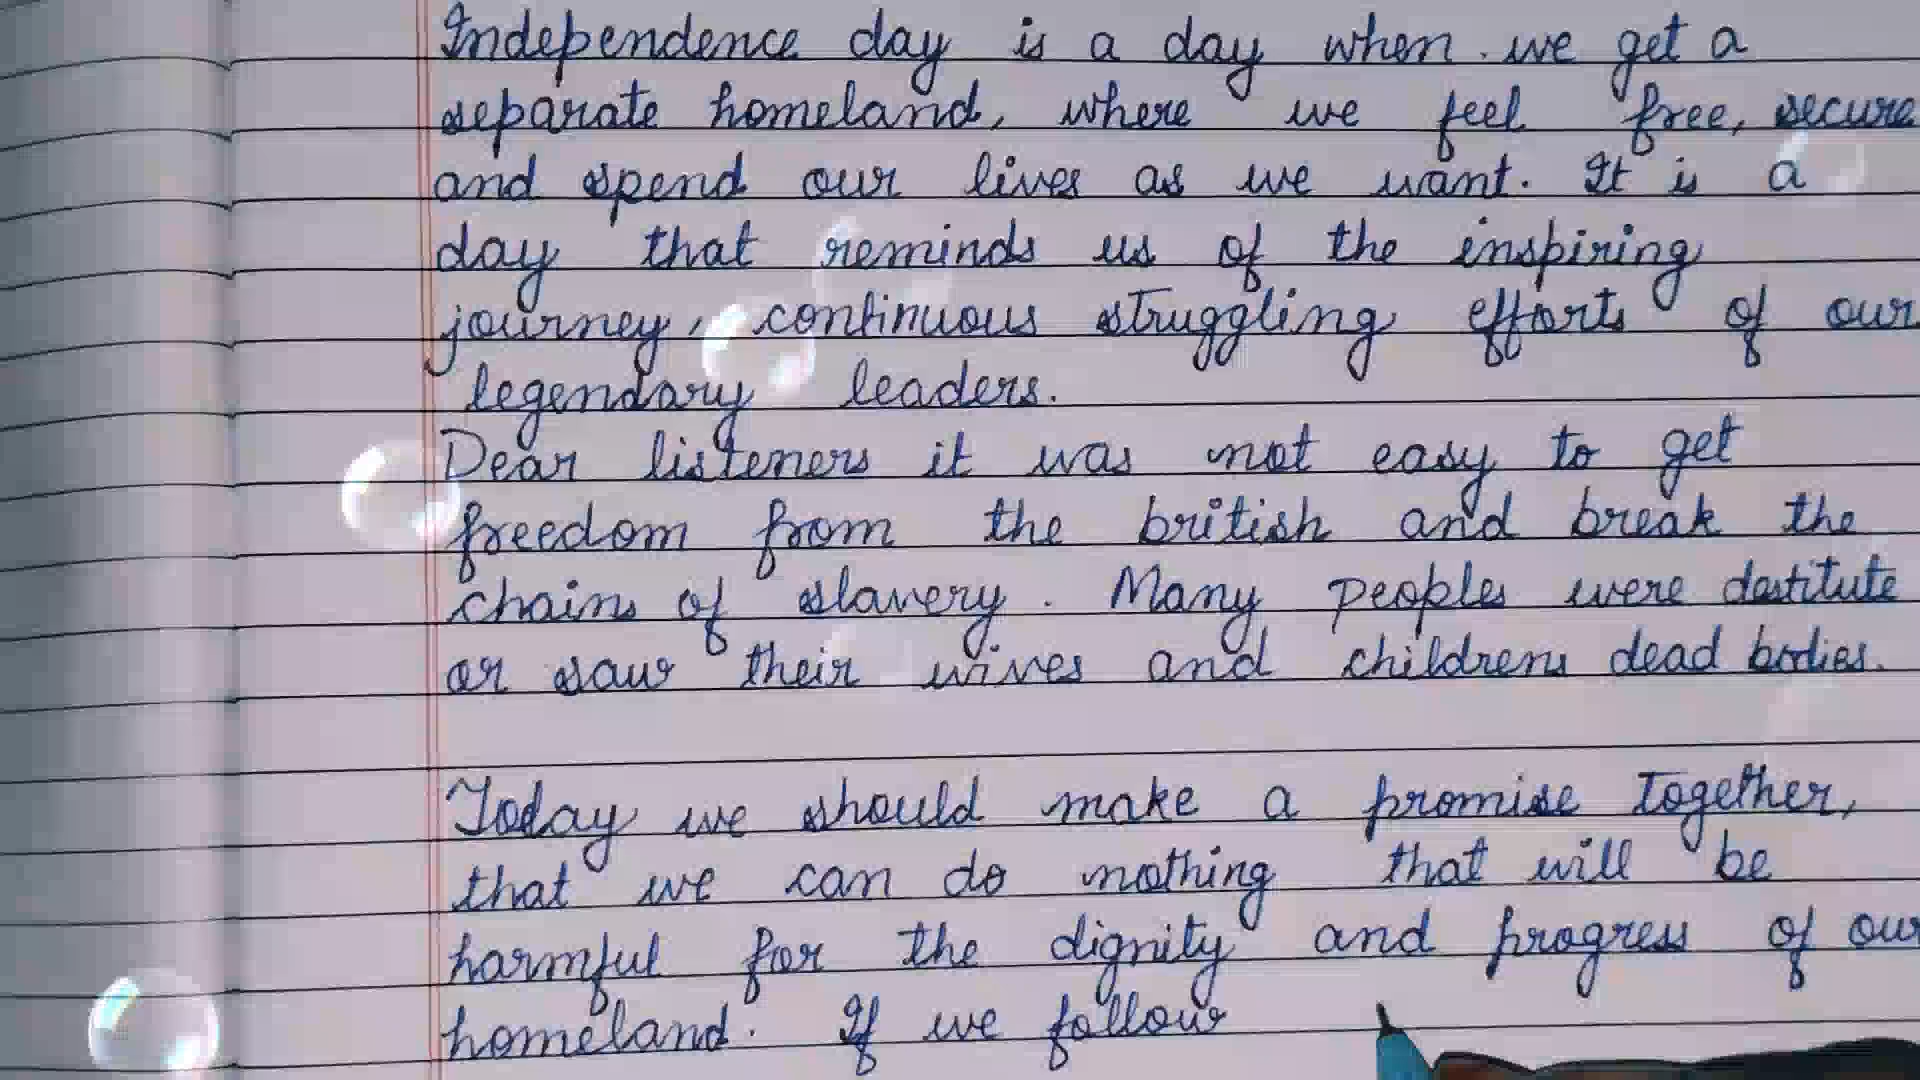 Independence day is a day when we get a
separate homeland, where we feel free, secure
and spend our lives as we want. It is a
day that reminds us of the inspiring
journey, continuous struggling efforts of our
legendary leaders.
Dear listeners it was not easy to get
freedom from the british and break the
chains of slavery. Many peoples were destitute
or saw their wives and childrens dead bodies.
Today we should make a promise together,
that we can do nothing that will be
harmful for the dignity and progress of our
homeland. If we follow